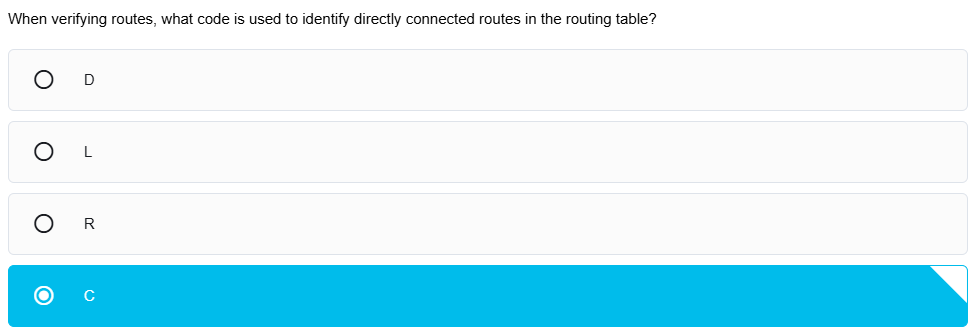 When verifying routes, what code is used to identify directly connected routes in the routing table?
D
L
R
C